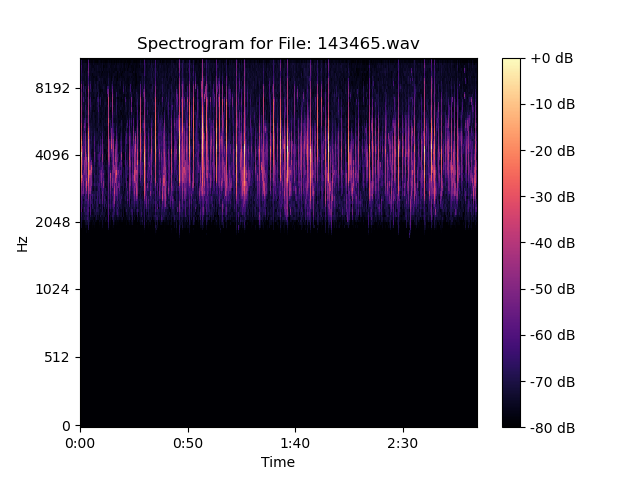 Spectrogram for File: 143465.wav
Hz
8192
4096
2048
1024
512
0
0:00 0:50 1:40 2:30
Time
+0 dB
-10 dB
-20 dB
-30 dB
-40 dB
-50 dB
-60 dB
-70 dB
-80 dB